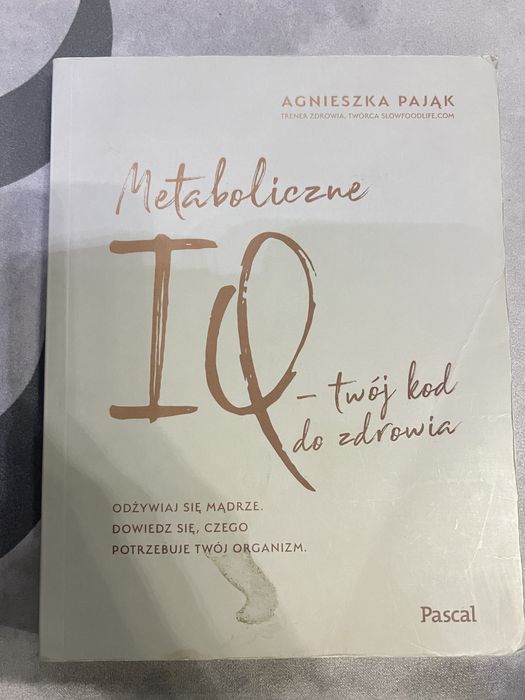 AGNIESZKA PAJĄK
TRENER ZDROWIA, TWÓRCA SLOWFOODLIFE.COM
Metaboliczne
IQ
– twój kod
do zdrowia
ODŻYWIAJ SIĘ MĄDRZE.
DOWIEDZ SIĘ, CZEGO
POTRZEBUJE TWÓJ ORGANIZM.
Pascal